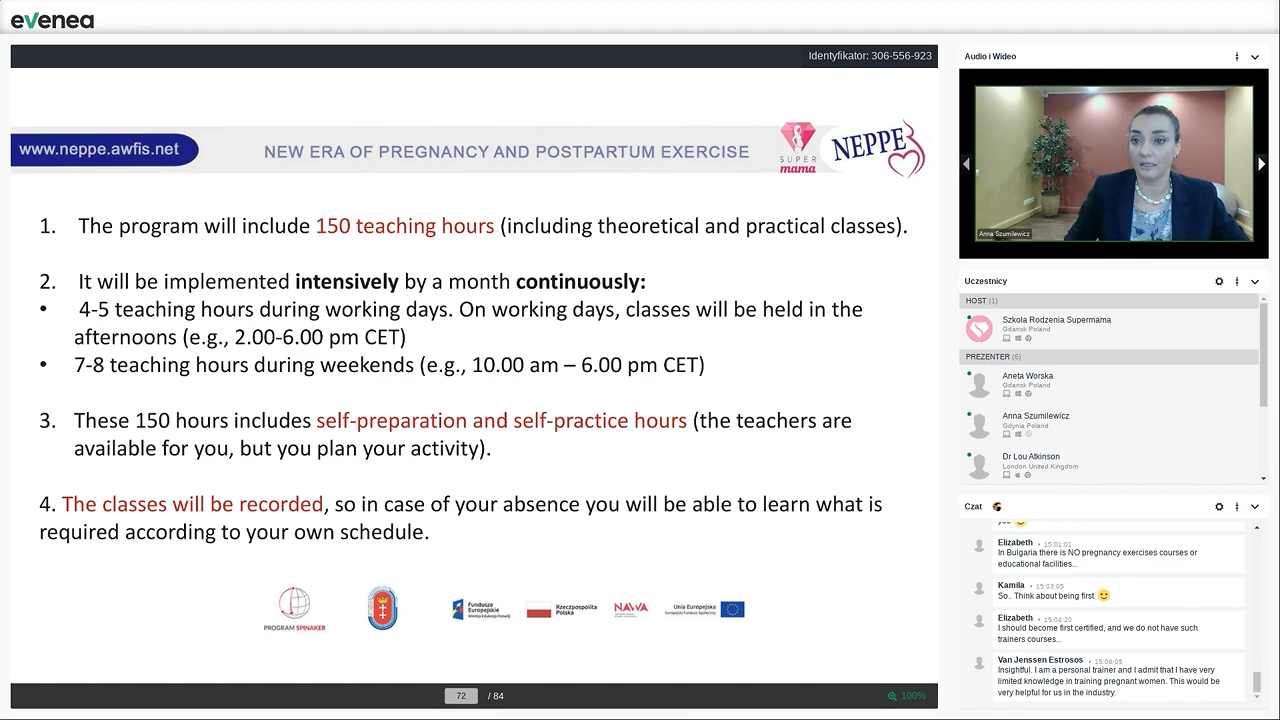 evenea
Identyfikator: 306-556-923
www.neppe.awfis.net
NEW ERA OF PREGNANCY AND POSTPARTUM EXERCISE
SUPER
mama
NEPPE
1. The program will include 150 teaching hours (including theoretical and practical classes).
2. It will be implemented intensively by a month continuously:
• 4-5 teaching hours during working days. On working days, classes will be held in the
afternoons (e.g., 2.00-6.00 pm CET)
• 7-8 teaching hours during weekends (e.g., 10.00 am – 6.00 pm CET)
3. These 150 hours includes self-preparation and self-practice hours (the teachers are
available for you, but you plan your activity).
4. The classes will be recorded, so in case of your absence you will be able to learn what is
required according to your own schedule.
PROGRAM SPINAKER
Fundusze
Europejskie
Wiedza Edukacja Rozwój
Rzeczpospolita
Polska
NAWA
Unia Europejska
Europejski Fundusz Społeczny
72 / 84
100%
Audio i Wideo
Anna Szumilewicz
Uczestnicy
HOST (1)
Szkoła Rodzenia Supermama
Gdansk Poland
PREZENTER (6)
Aneta Worska
Gdansk Poland
Anna Szumilewicz
Gdynia Poland
Dr Lou Atkinson
London United Kingdom
Czat
Elizabeth • 15:01:01
In Bulgaria there is NO pregnancy exercises courses or
educational facilities...
Kamila • 15:03:05
So.. Think about being first
Elizabeth • 15:04:20
I should become first certified, and we do not have such
trainers courses...
Van Jenssen Estrosos • 15:06:05
Insightful. I am a personal trainer and I admit that I have very
limited knowledge in training pregnant women. This would be
very helpful for us in the industry.